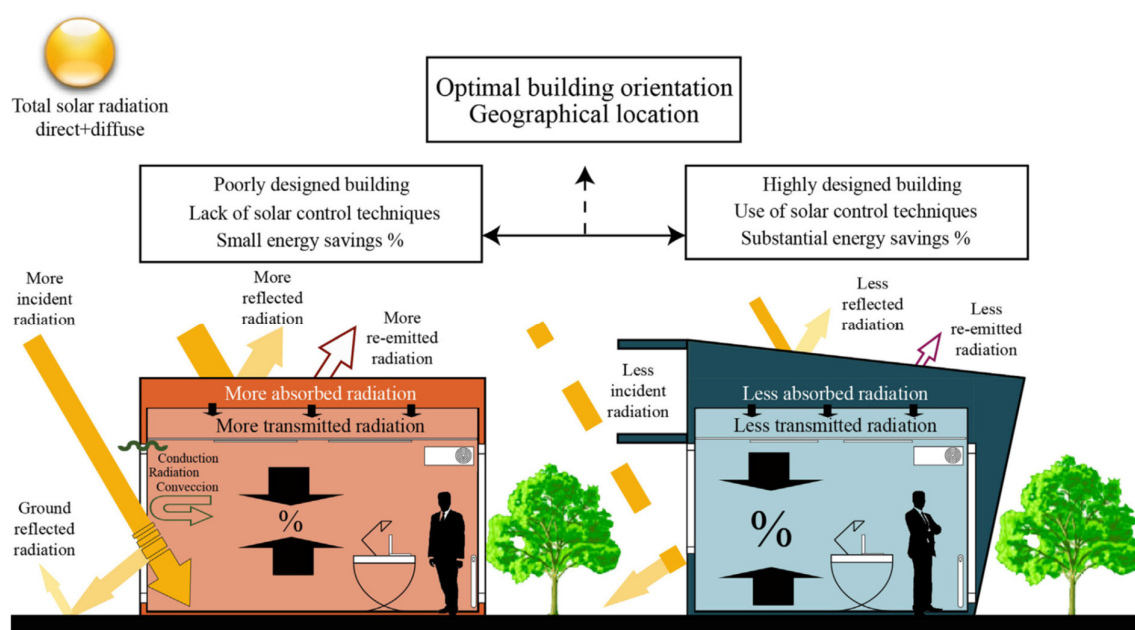 Total solar radiation
direct+diffuse
Optimal building orientation
Geographical location
Poorly designed building
Lack of solar control techniques
Small energy savings %
Highly designed building
Use of solar control techniques
Substantial energy savings %
More
incident
radiation
More
reflected
radiation
More
re-emitted
radiation
Less
reflected
radiation
Less
re-emitted
radiation
More absorbed radiation
More transmitted radiation
Less
incident
radiation
Less absorbed radiation
Less transmitted radiation
Conduction
Radiation
Conveccion
Ground
reflected
radiation
%
%